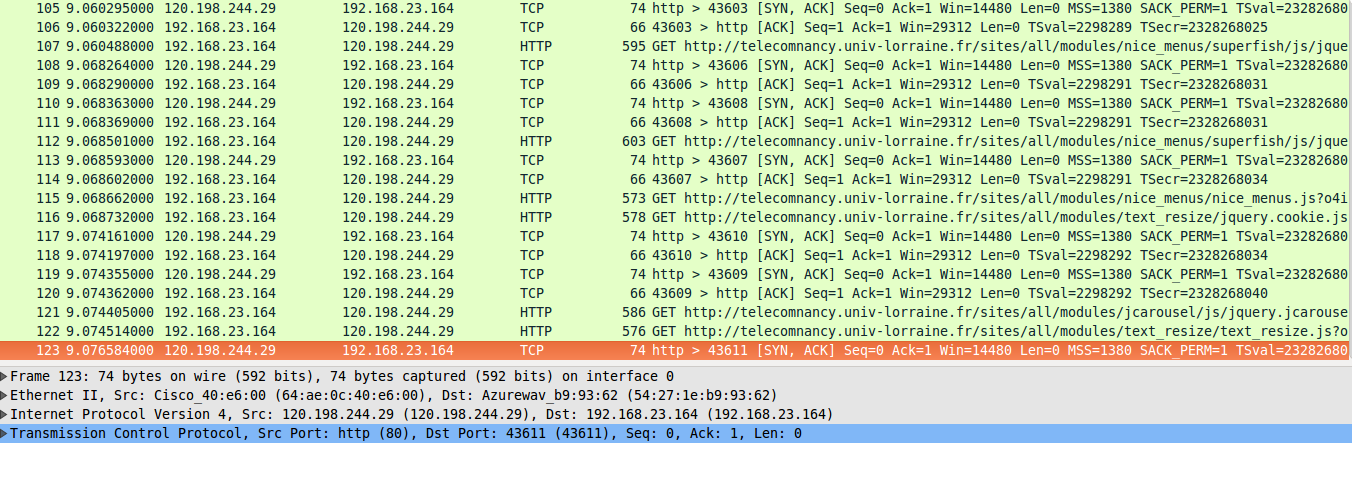 105 9.060295000 120.198.244.29 192.168.23.164 TCP 74 http > 43603 [SYN, ACK] Seq=0 Ack=1 Win=14480 Len=0 MSS=1380 SACK_PERM=1 TSval=23282680
106 9.060322000 192.168.23.164 120.198.244.29 TCP 66 43603 > http [ACK] Seq=1 Ack=1 Win=29312 Len=0 TSval=2298289 TSecr=2328268025
107 9.060488000 192.168.23.164 120.198.244.29 HTTP 595 GET http://telecomnancy.univ-lorraine.fr/sites/all/modules/nice_menus/superfish/js/jque
108 9.068264000 120.198.244.29 192.168.23.164 TCP 74 http > 43606 [SYN, ACK] Seq=0 Ack=1 Win=14480 Len=0 MSS=1380 SACK_PERM=1 TSval=23282680
109 9.068290000 192.168.23.164 120.198.244.29 TCP 66 43606 > http [ACK] Seq=1 Ack=1 Win=29312 Len=0 TSval=2298291 TSecr=2328268031
110 9.068363000 120.198.244.29 192.168.23.164 TCP 74 http > 43608 [SYN, ACK] Seq=0 Ack=1 Win=14480 Len=0 MSS=1380 SACK_PERM=1 TSval=23282680
111 9.068369000 192.168.23.164 120.198.244.29 TCP 66 43608 > http [ACK] Seq=1 Ack=1 Win=29312 Len=0 TSval=2298291 TSecr=2328268031
112 9.068501000 192.168.23.164 120.198.244.29 HTTP 603 GET http://telecomnancy.univ-lorraine.fr/sites/all/modules/nice_menus/superfish/js/jque
113 9.068593000 120.198.244.29 192.168.23.164 TCP 74 http > 43607 [SYN, ACK] Seq=0 Ack=1 Win=14480 Len=0 MSS=1380 SACK_PERM=1 TSval=23282680
114 9.068602000 192.168.23.164 120.198.244.29 TCP 66 43607 > http [ACK] Seq=1 Ack=1 Win=29312 Len=0 TSval=2298291 TSecr=2328268034
115 9.068662000 192.168.23.164 120.198.244.29 HTTP 573 GET http://telecomnancy.univ-lorraine.fr/sites/all/modules/nice_menus/nice_menus.js?o4i
116 9.068732000 192.168.23.164 120.198.244.29 HTTP 578 GET http://telecomnancy.univ-lorraine.fr/sites/all/modules/text_resize/jquery.cookie.js
117 9.074161000 120.198.244.29 192.168.23.164 TCP 74 http > 43610 [SYN, ACK] Seq=0 Ack=1 Win=14480 Len=0 MSS=1380 SACK_PERM=1 TSval=23282680
118 9.074197000 192.168.23.164 120.198.244.29 TCP 66 43610 > http [ACK] Seq=1 Ack=1 Win=29312 Len=0 TSval=2298292 TSecr=2328268034
119 9.074355000 120.198.244.29 192.168.23.164 TCP 74 http > 43609 [SYN, ACK] Seq=0 Ack=1 Win=14480 Len=0 MSS=1380 SACK_PERM=1 TSval=23282680
120 9.074362000 192.168.23.164 120.198.244.29 TCP 66 43609 > http [ACK] Seq=1 Ack=1 Win=29312 Len=0 TSval=2298292 TSecr=2328268040
121 9.074405000 192.168.23.164 120.198.244.29 HTTP 586 GET http://telecomnancy.univ-lorraine.fr/sites/all/modules/jcarousel/js/jquery.jcarouse
122 9.074514000 192.168.23.164 120.198.244.29 HTTP 576 GET http://telecomnancy.univ-lorraine.fr/sites/all/modules/text_resize/text_resize.js?o
123 9.076584000 120.198.244.29 192.168.23.164 TCP 74 http > 43611 [SYN, ACK] Seq=0 Ack=1 Win=14480 Len=0 MSS=1380 SACK_PERM=1 TSval=23282680
Frame 123: 74 bytes on wire (592 bits), 74 bytes captured (592 bits) on interface 0
Ethernet II, Src: Cisco_40:e6:00 (64:ae:0c:40:e6:00), Dst: Azurewav_b9:93:62 (54:27:1e:b9:93:62)
Internet Protocol Version 4, Src: 120.198.244.29 (120.198.244.29), Dst: 192.168.23.164 (192.168.23.164)
Transmission Control Protocol, Src Port: http (80), Dst Port: 43611 (43611), Seq: 0, Ack: 1, Len: 0